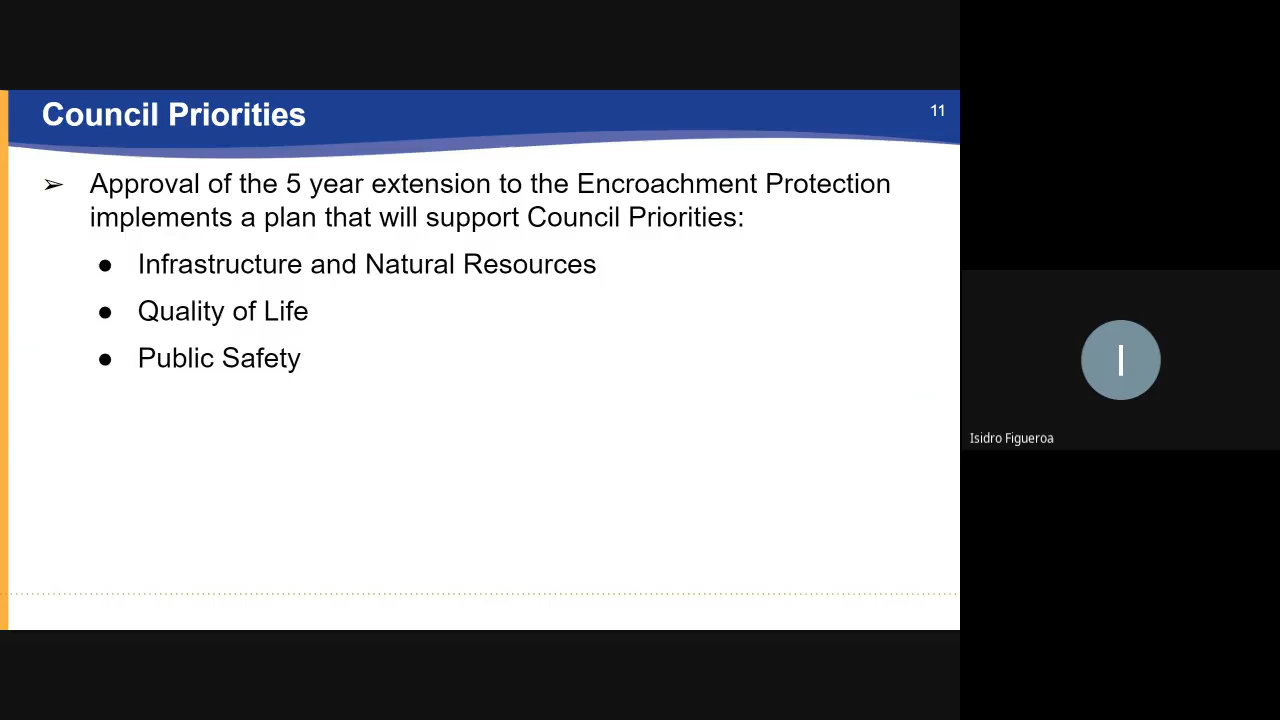 Council Priorities
11
➢ Approval of the 5 year extension to the Encroachment Protection
implements a plan that will support Council Priorities:
● Infrastructure and Natural Resources
● Quality of Life
● Public Safety
I
Isidro Figueroa